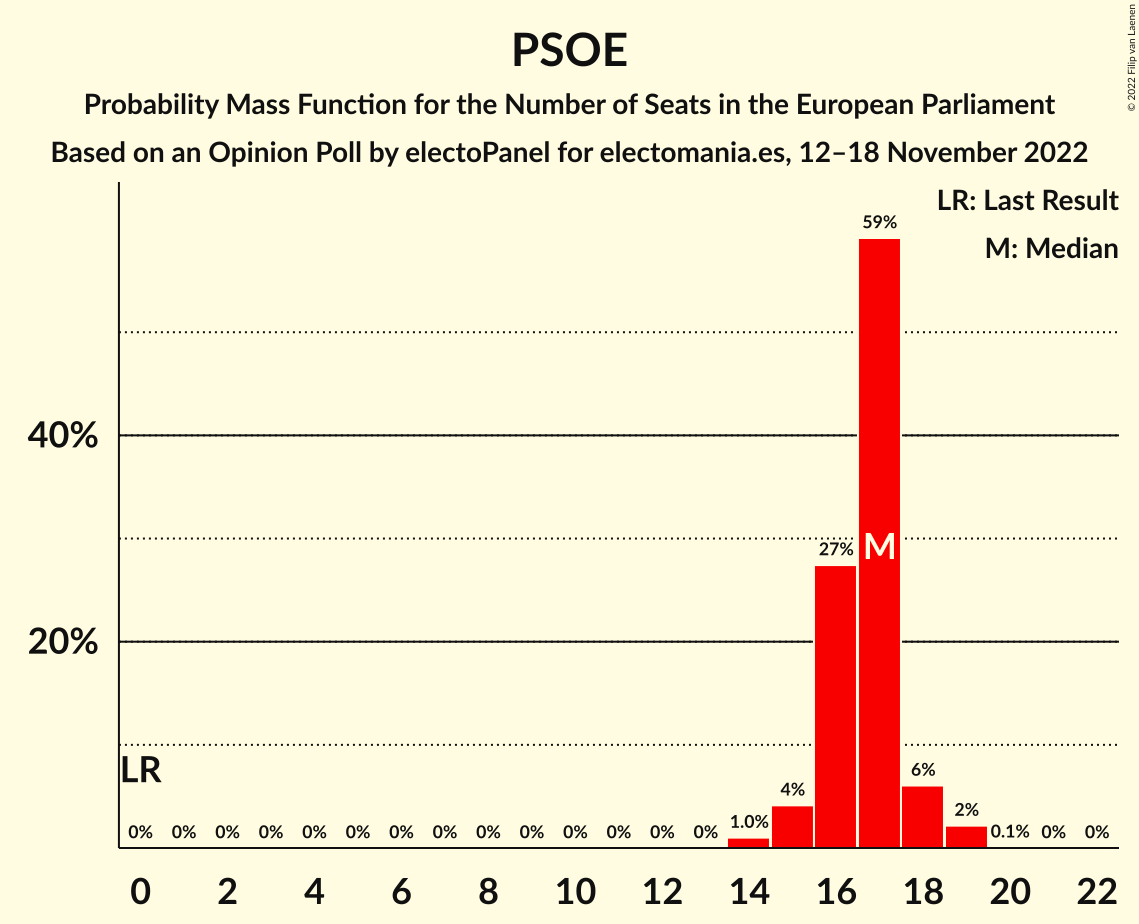 PSOE
Probability Mass Function for the Number of Seats in the European Parliament
Based on an Opinion Poll by electoPanel for electomania.es, 12–18 November 2022
© 2022 Filip van Laenen
LR: Last Result
M: Median
59%
40%
27%
M
20%
LR
0% 0% 0% 0% 0% 0% 0% 0% 0% 0% 0% 0% 0% 0% 1.0% 4% 6% 2% 0.1% 0% 0%
0 2 4 6 8 10 12 14 16 18 20 22